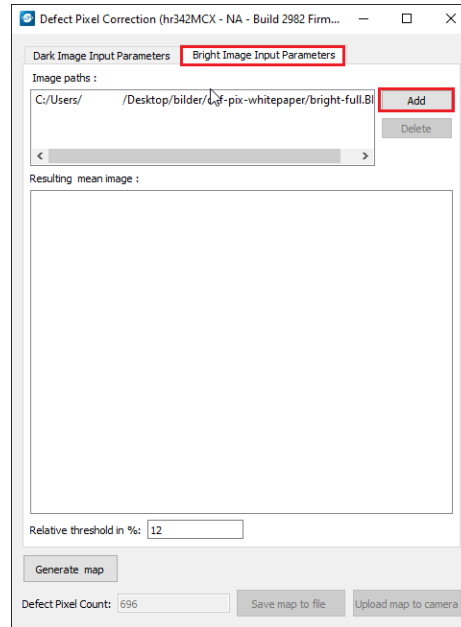 Defect Pixel Correction (hr342MCX - NA - Build 2982 Firm...
Dark Image Input Parameters Bright Image Input Parameters
Image paths :
C:/Users/ /Desktop/bilder/ -pix-whitepaper/bright-full.Bl
Add
Delete
Resulting mean image :
Relative threshold in %: 12
Generate map
Defect Pixel Count: 696 Save map to file Upload map to camera